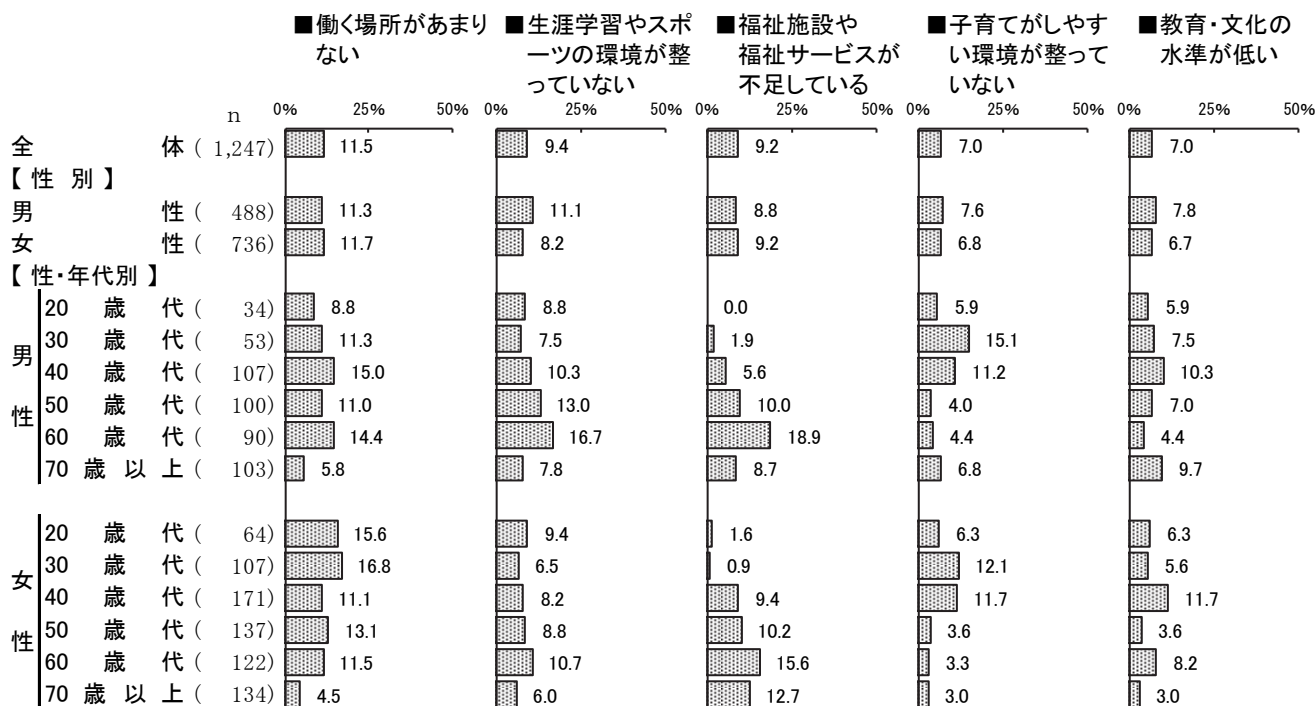 ■働く場所があまりない
■生涯学習やスポーツの環境が整っていない
■福祉施設や福祉サービスが不足している
■子育てがしやすい環境が整っていない
■教育・文化の水準が低い
n 0% 25% 50% 0% 25% 50% 0% 25% 50% 0% 25% 50% 0% 25% 50%
全体 ( 1,247) 11.5 9.4 9.2 7.0 7.0
【 性 別 】
男性 ( 488) 11.3 11.1 8.8 7.6 7.8
女性 ( 736) 11.7 8.2 9.2 6.8 6.7
【 性・年代別 】
男性
20 歳代 ( 34) 8.8 8.8 0.0 5.9 5.9
30 歳代 ( 53) 11.3 7.5 1.9 15.1 7.5
40 歳代 ( 107) 15.0 10.3 5.6 11.2 10.3
50 歳代 ( 100) 11.0 13.0 10.0 4.0 7.0
60 歳代 ( 90) 14.4 16.7 18.9 4.4 4.4
70 歳以上 ( 103) 5.8 7.8 8.7 6.8 9.7
女性
20 歳代 ( 64) 15.6 9.4 1.6 6.3 6.3
30 歳代 ( 107) 16.8 6.5 0.9 12.1 5.6
40 歳代 ( 171) 11.1 8.2 9.4 11.7 11.7
50 歳代 ( 137) 13.1 8.8 10.2 3.6 3.6
60 歳代 ( 122) 11.5 10.7 15.6 3.3 8.2
70 歳以上 ( 134) 4.5 6.0 12.7 3.0 3.0